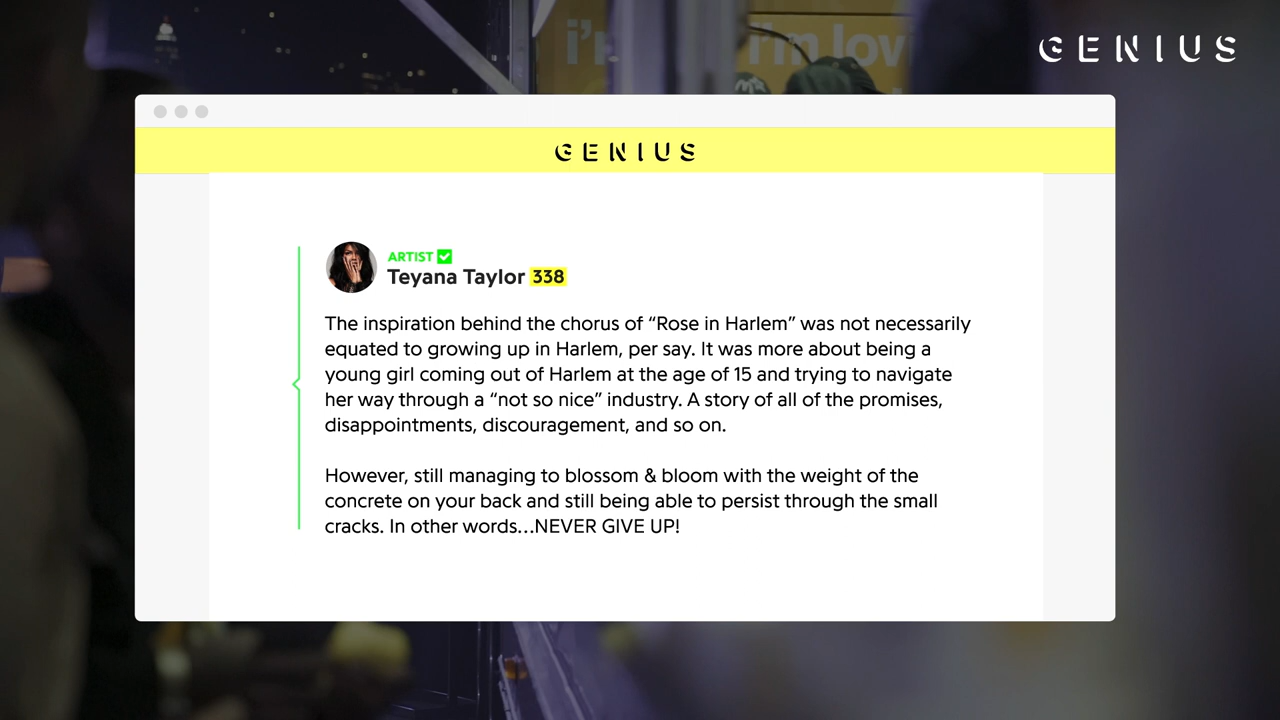 i'm lov
GENIUS
GENIUS
ARTIST
Teyana Taylor 338
The inspiration behind the chorus of “Rose in Harlem” was not necessarily
equated to growing up in Harlem, per say. It was more about being a
young girl coming out of Harlem at the age of 15 and trying to navigate
her way through a “not so nice” industry. A story of all of the promises,
disappointments, discouragement, and so on.
However, still managing to blossom & bloom with the weight of the
concrete on your back and still being able to persist through the small
cracks. In other words...NEVER GIVE UP!